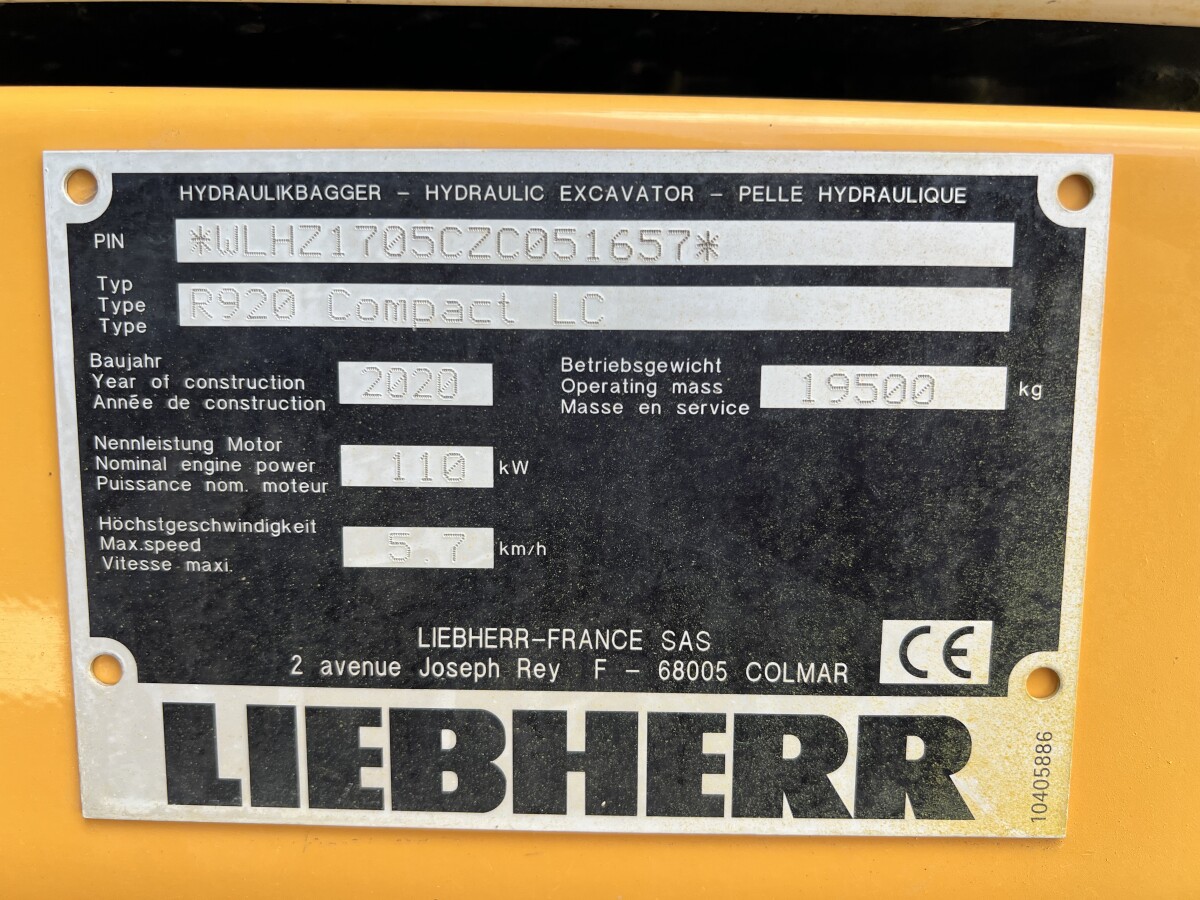 HYDRAULIKBAGGER – HYDRAULIC EXCAVATOR – PELLE HYDRAULIQUE
PIN *WLHZ1705CZC051657*
Typ
Type R920 Compact LC
Type
Baujahr
Year of construction 2020
Année de construction
Betriebsgewicht
Operating mass 19500 kg
Masse en service
Nennleistung Motor
Nominal engine power 110 kW
Puissance nom. moteur
Höchstgeschwindigkeit
Max.speed 5.7 km/h
Vitesse maxi.
LIEBHERR–FRANCE SAS
2 avenue Joseph Rey F – 68005 COLMAR
CE
LIEBHERR
10405886